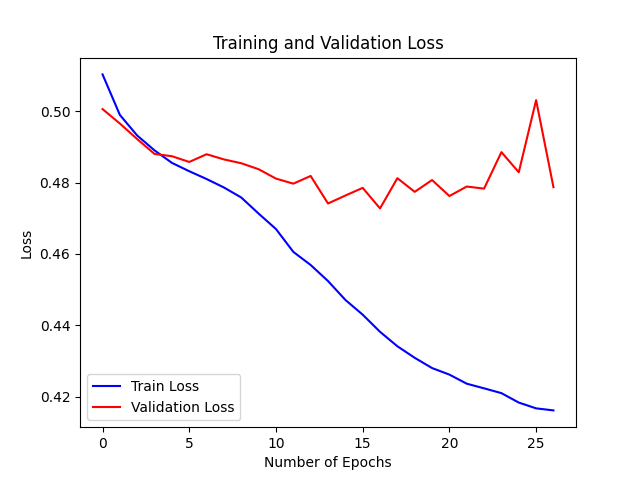 Training and Validation Loss
0.50
0.48
0.46
0.44
0.42
Loss
Train Loss
Validation Loss
0
5
10
15
20
25
Number of Epochs